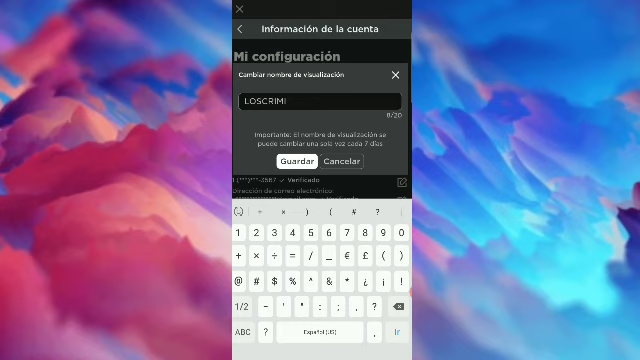 Información de la cuenta
Mi configuración
Cambiar nombre de visualización
LOSCRIMI
8/20
Importante: El nombre de visualización se
puede cambiar una sola vez cada 7 días
Guardar Cancelar
Verificado
Dirección de correo electrónico:
÷ × ) ( # ?
1 2 3 4 5 6 7 8 9 0
+ × ÷ = / _ € £ ( )
@ # $ % ^ & * ¿ ¡ !
1/2 - ' " : ; , ?
ABC ? Español (US) , Ir